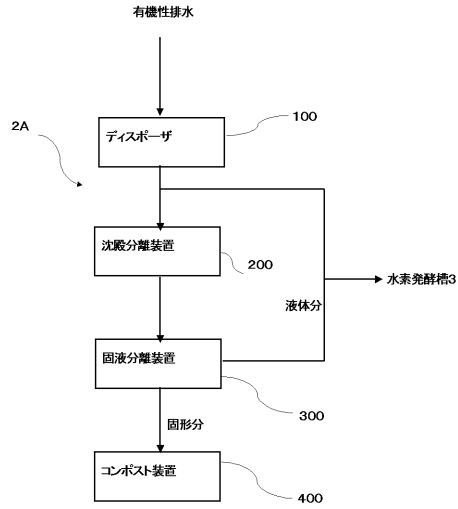 有機性排水
100
2A
ディスポーザ
沈殿分離装置
200
水素発酵槽3
液体分
固液分離装置
300
固形分
コンポスト装置
400